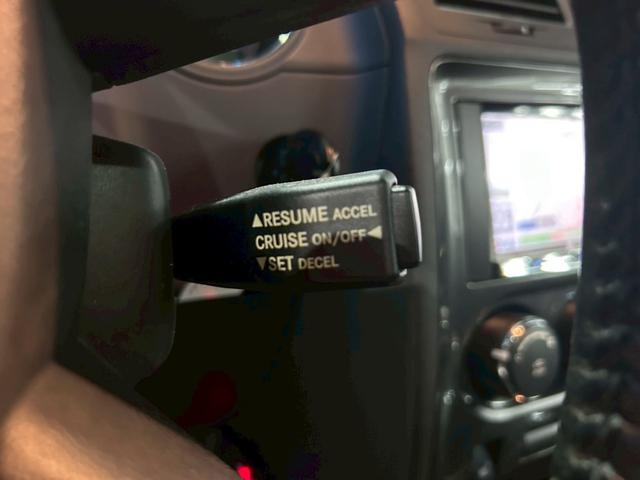 ▲RESUME ACCEL
CRUISE ON/OFF◀
▼SET DECEL